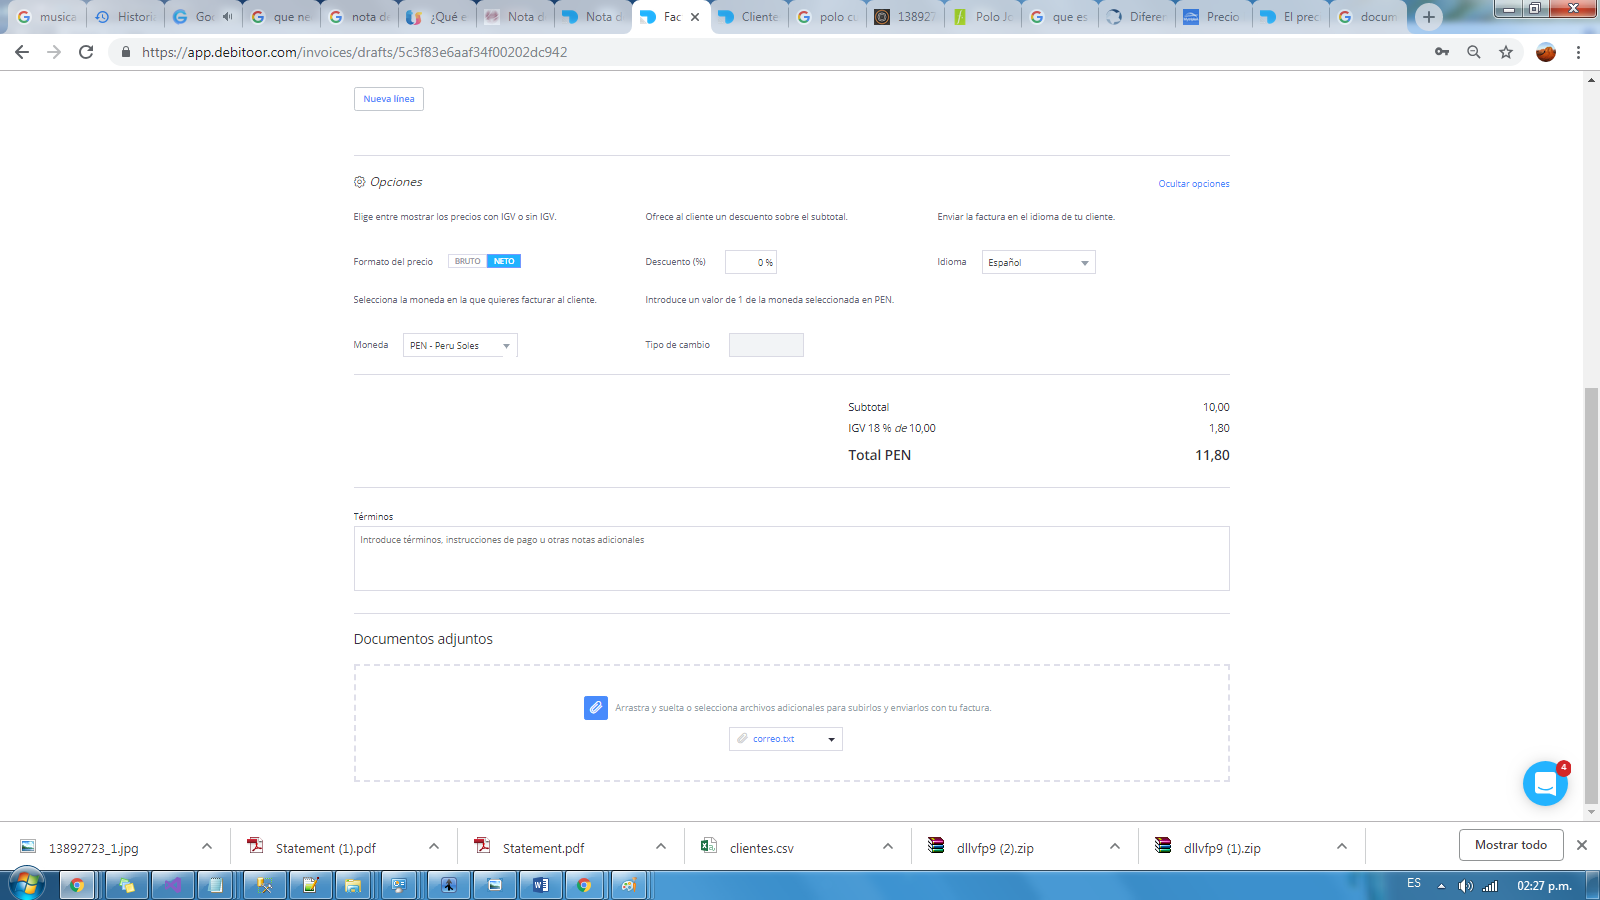 musica
Historia
Goo
que ne
nota de
¿Qué e
Nota d
Nota d
Fac
Cliente
polo cu
138927
Polo Jo
que es
Diferen
Precio
El prec
docum
https://app.debitoor.com/invoices/drafts/5c3f83e6aaf34f00202dc942
Nueva línea
Opciones
Ocultar opciones
Elige entre mostrar los precios con IGV o sin IGV.
Ofrece al cliente un descuento sobre el subtotal.
Enviar la factura en el idioma de tu cliente.
Formato del precio BRUTO NETO
Descuento (%) 0 %
Idioma Español
Selecciona la moneda en la que quieres facturar al cliente.
Introduce un valor de 1 de la moneda seleccionada en PEN.
Moneda PEN - Peru Soles
Tipo de cambio
Subtotal 10,00
IGV 18 % de 10,00 1,80
Total PEN 11,80
Términos
Introduce términos, instrucciones de pago u otras notas adicionales
Documentos adjuntos
Arrastra y suelta o selecciona archivos adicionales para subirlos y enviarlos con tu factura.
correo.txt
4
13892723_1.jpg
Statement (1).pdf
Statement.pdf
clientes.csv
dllvfp9 (2).zip
dllvfp9 (1).zip
Mostrar todo
ES
02:27 p.m.